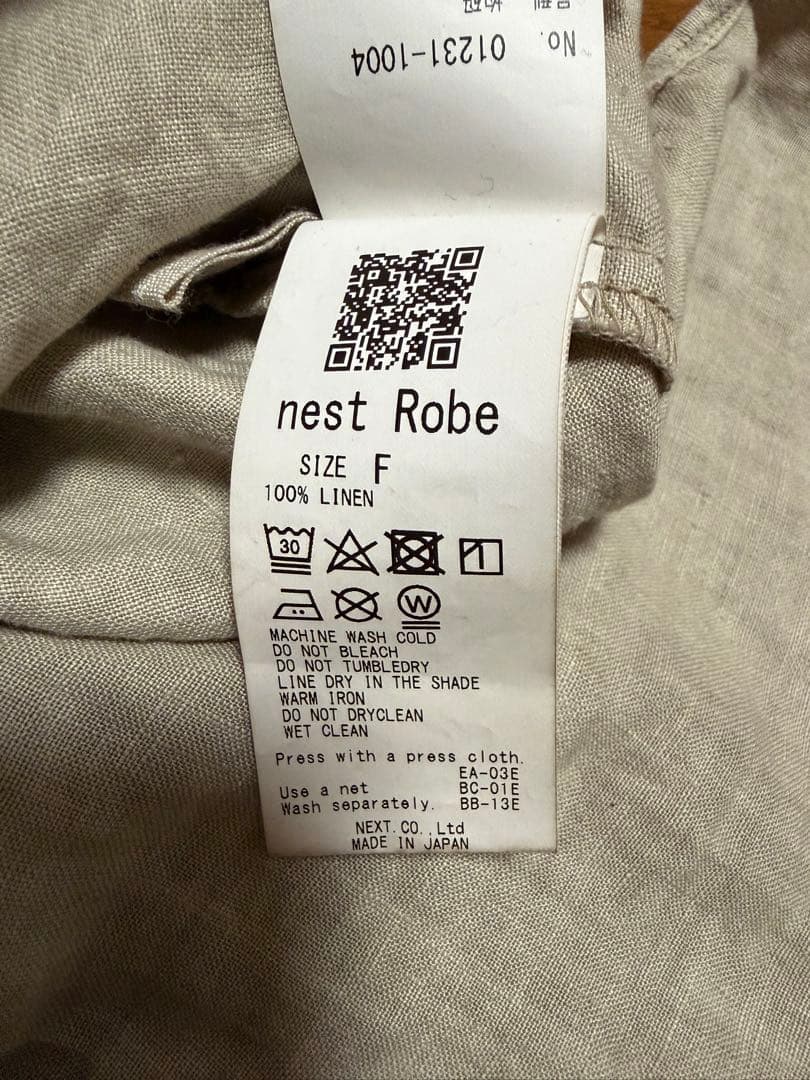 No. 01231-1004
nest Robe
SIZE F
100% LINEN
30
W
MACHINE WASH COLD
DO NOT BLEACH
DO NOT TUMBLEDRY
LINE DRY IN THE SHADE
WARM IRON
DO NOT DRYCLEAN
WET CLEAN
Press with a press cloth.
EA-03E
Use a net BC-01E
Wash separately. BB-13E
NEXT.CO.,Ltd
MADE IN JAPAN